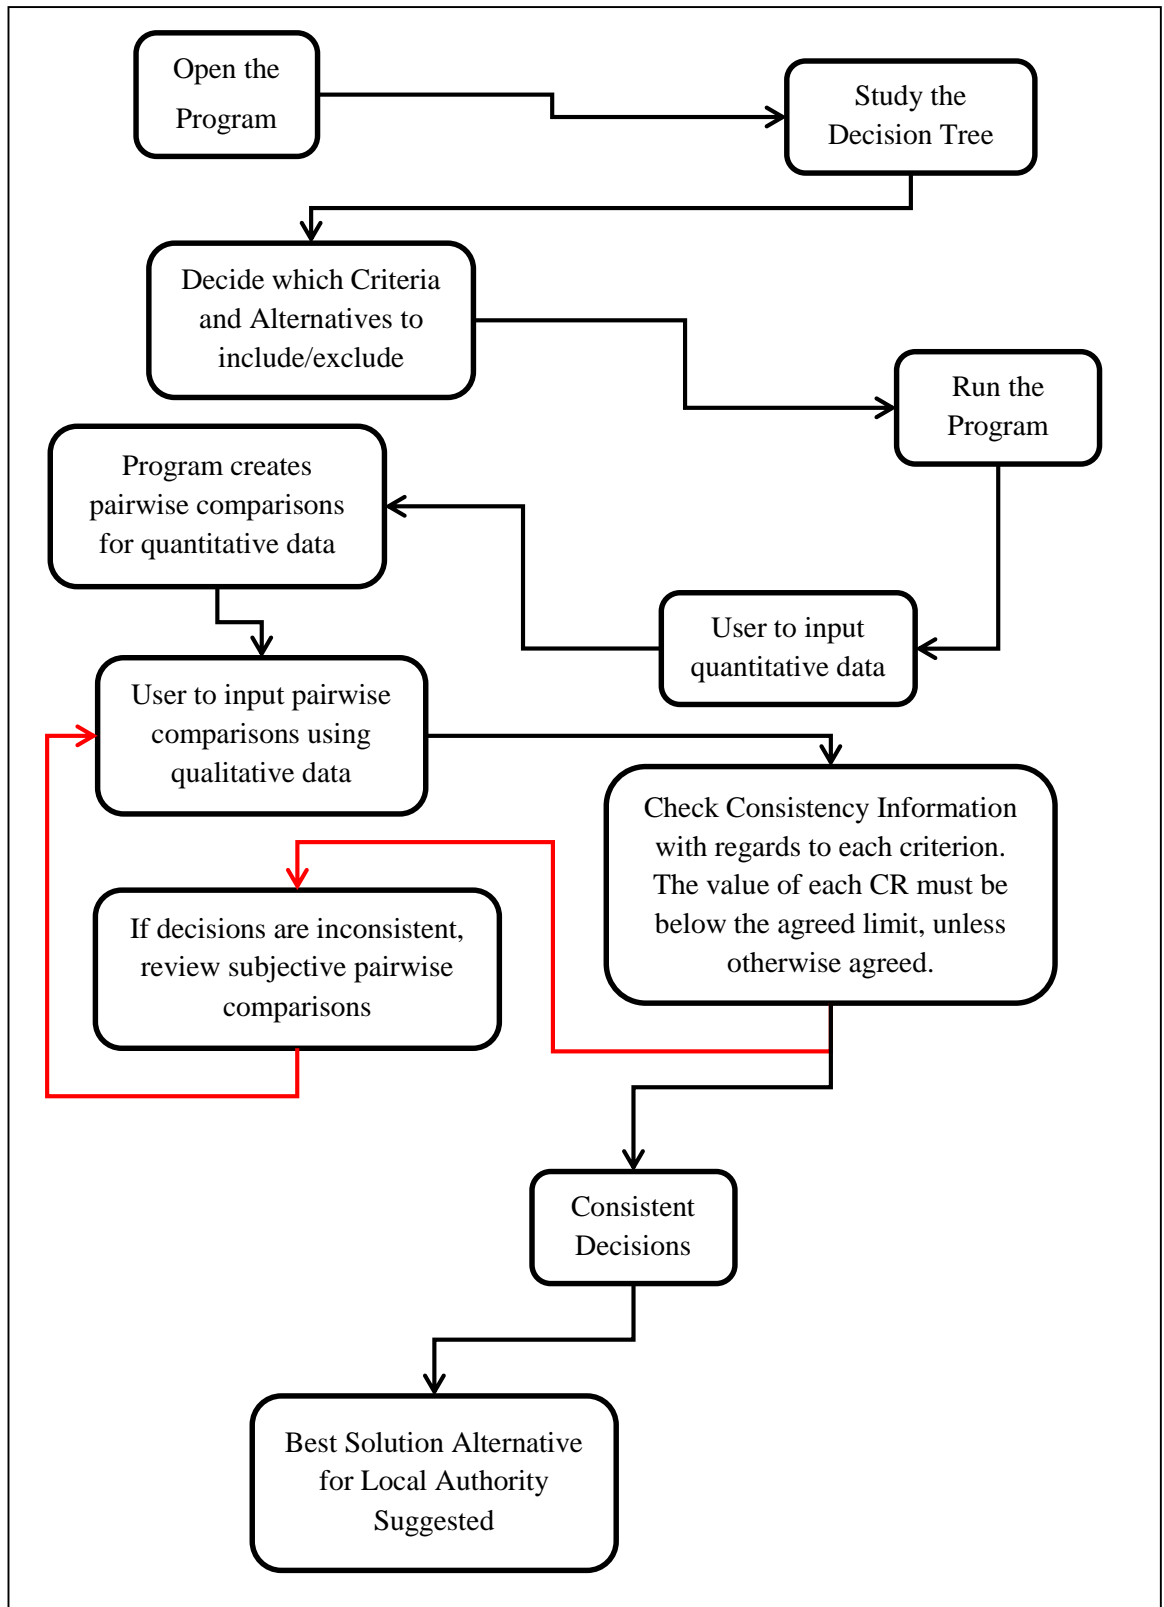 Open the
Program
Study the
Decision Tree
Decide which Criteria
and Alternatives to
include/exclude
Run the
Program
Program creates
pairwise comparisons
for quantitative data
User to input
quantitative data
User to input pairwise
comparisons using
qualitative data
Check Consistency Information
with regards to each criterion.
The value of each CR must be
below the agreed limit, unless
otherwise agreed.
If decisions are inconsistent,
review subjective pairwise
comparisons
Consistent
Decisions
Best Solution Alternative
for Local Authority
Suggested